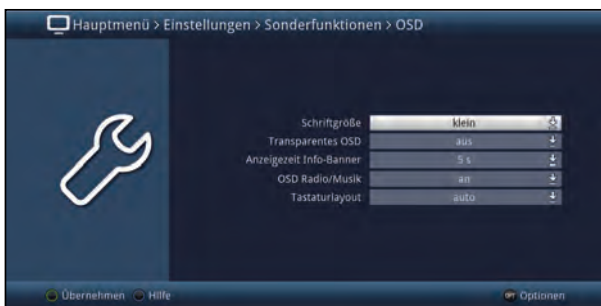 Hauptmenü > Einstellungen > Sonderfunktionen > OSD
Schriftgröße klein
Transparentes OSD aus
Anzeigezeit Info-Banner 5 s
OSD Radio/Musik an
Tastaturlayout auto
Übernehmen Hilfe OPT Optionen